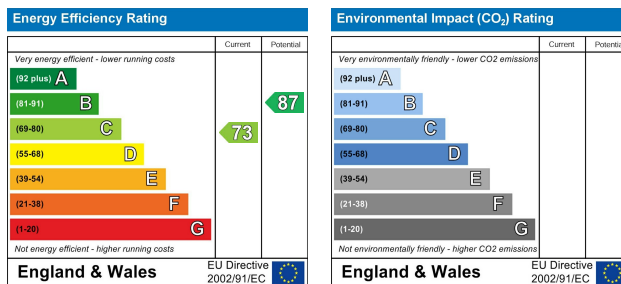 Energy Efficiency Rating
Current Potential
Very energy efficient - lower running costs
(92 plus) A
(81-91) B
(69-80) C
(55-68) D
(39-54) E
(21-38) F
(1-20) G
73
87
Not energy efficient - higher running costs
England & Wales
EU Directive
2002/91/EC
Environmental Impact (CO₂) Rating
Current Potentia
Very environmentally friendly - lower CO2 emissions
(92 plus) A
(81-91) B
(69-80) C
(55-68) D
(39-54) E
(21-38) F
(1-20) G
Not environmentally friendly - higher CO2 emissions
England & Wales
EU Directive
2002/91/EC